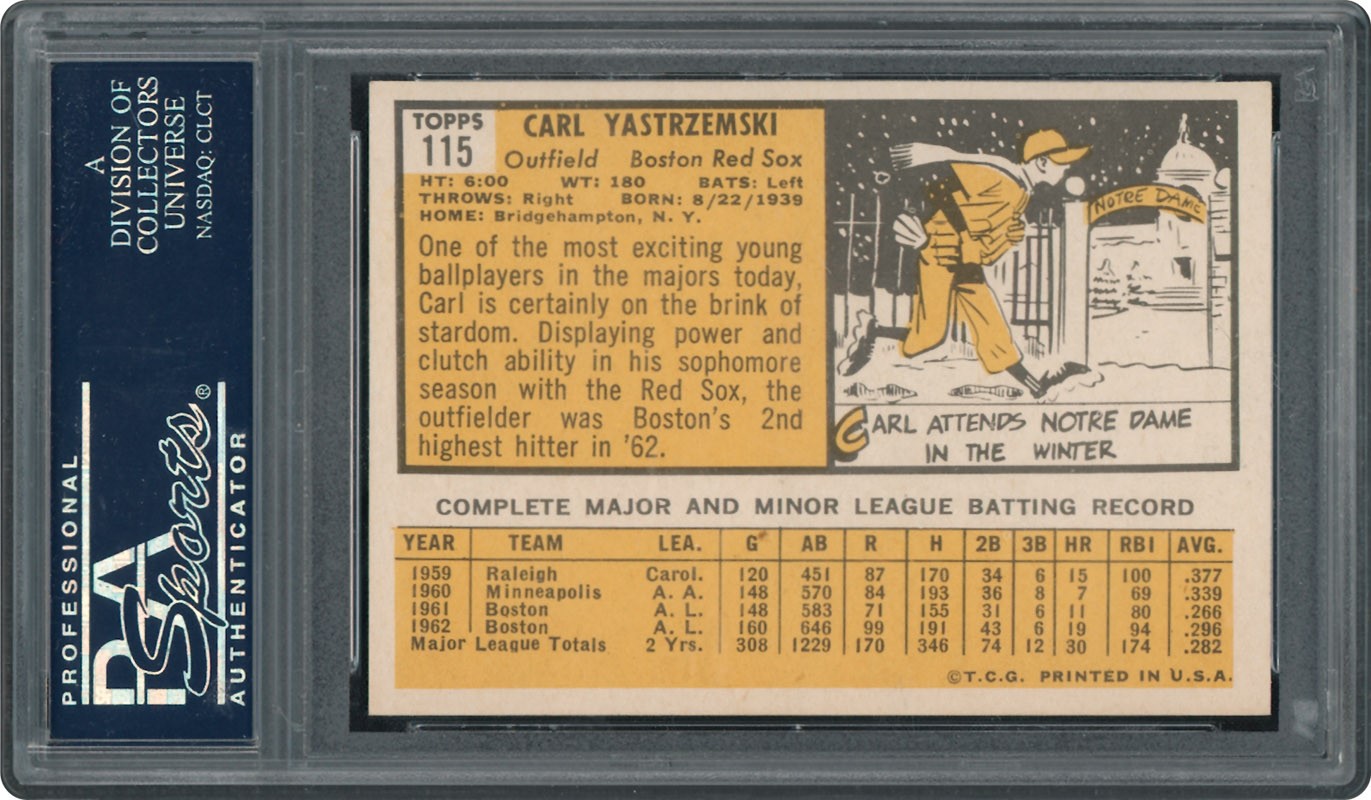 A
DIVISION OF
COLLECTORS
UNIVERSE
NASDAQ: CLCT
PROFESSIONAL
PSA
Sports®
AUTHENTICATOR
TOPPS
115
CARL YASTRZEMSKI
Outfield Boston Red Sox
HT: 6:00 WT: 180 BATS: Left
THROWS: Right BORN: 8/22/1939
HOME: Bridgehampton, N. Y.
One of the most exciting young
ballplayers in the majors today,
Carl is certainly on the brink of
stardom. Displaying power and
clutch ability in his sophomore
season with the Red Sox, the
outfielder was Boston's 2nd
highest hitter in '62.
NOTRE DAME
CARL ATTENDS NOTRE DAME
IN THE WINTER
COMPLETE MAJOR AND MINOR LEAGUE BATTING RECORD
YEAR TEAM LEA. G AB R H 2B 3B HR RBI AVG.
1959 Raleigh Carol. 120 451 87 170 34 6 15 100 .377
1960 Minneapolis A. A. 148 570 84 193 36 8 7 69 .339
1961 Boston A. L. 148 583 71 155 31 6 11 80 .266
1962 Boston A. L. 160 646 99 191 43 6 19 94 .296
Major League Totals 2 Yrs. 308 1229 170 346 74 12 30 174 .282
©T.C.G. PRINTED IN U.S.A.